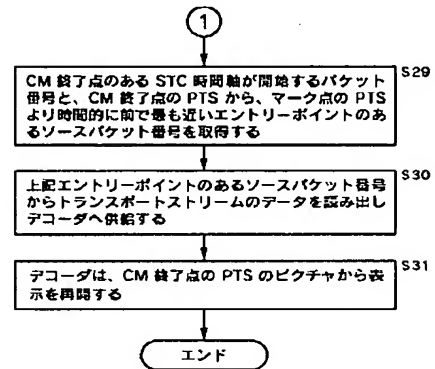 1
S29
CM 終了点のある STC 時間軸が開始するパケット
番号と、CM 終了点の PTS から、マーク点の PTS
より時間的に前で最も近いエントリーポイントのあ
るソースパケット番号を取得する
S30
上記エントリーポイントのあるソースパケット番号
からトランスポートストリームのデータを読み出し
デコーダへ供給する
S31
デコーダは、CM 終了点の PTS のピクチャから表
示を再開する
エンド